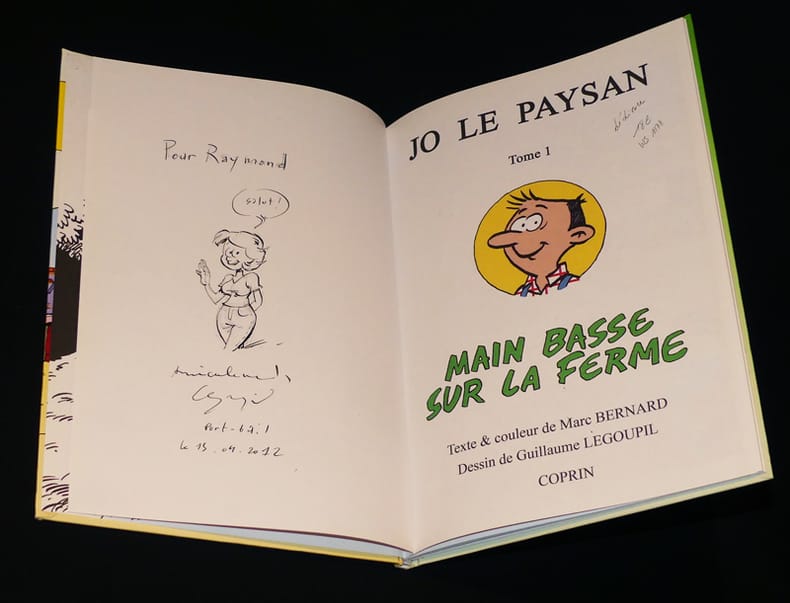 Pour Raymond
Salut!
Amicalement,
Port-bail
le 15.04.2012
JO LE PAYSAN
Tome 1
MAIN BASSE
SUR LA FERME
Texte & couleur de Marc BERNARD
Dessin de Guillaume LEGOUPIL
COPRIN